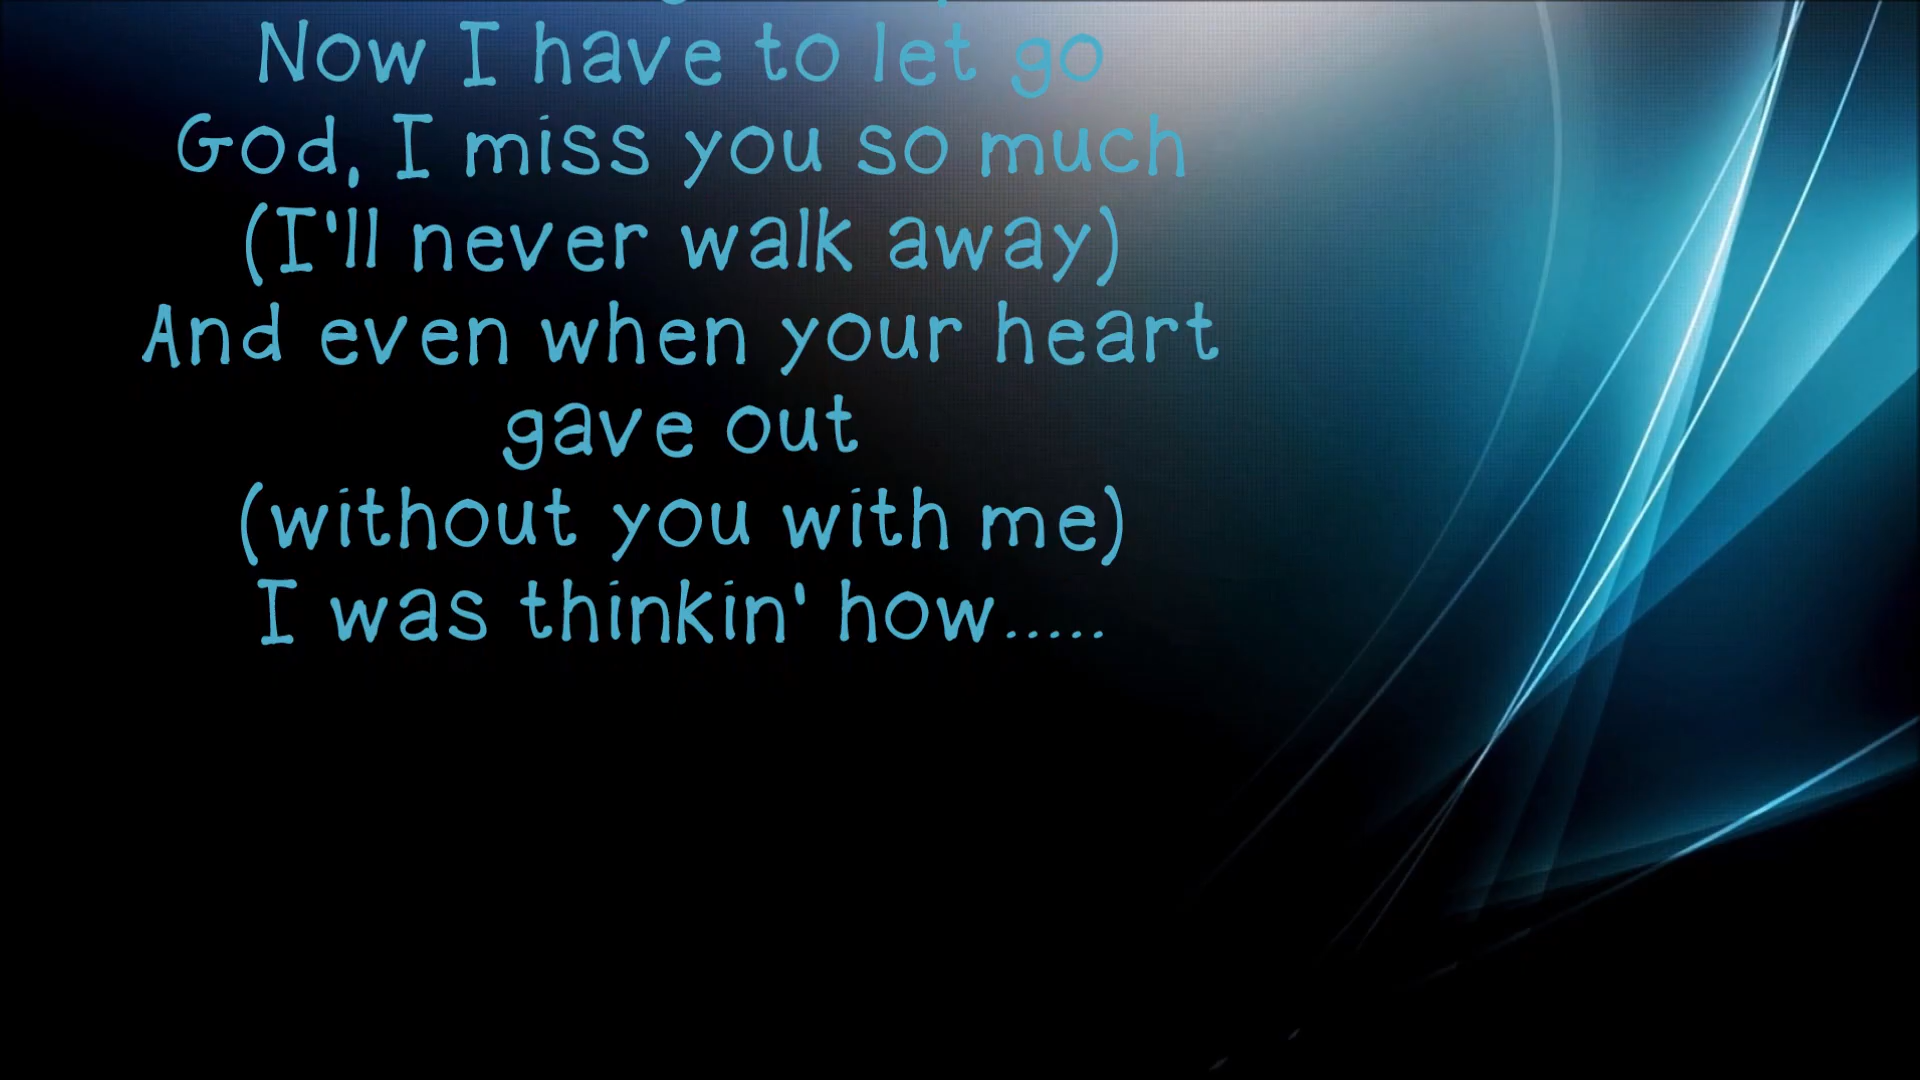 Now I have to let go
God, I miss you so much
(I'll never walk away)
And even when your heart
gave out
(without you with me)
I was thinkin' how.....